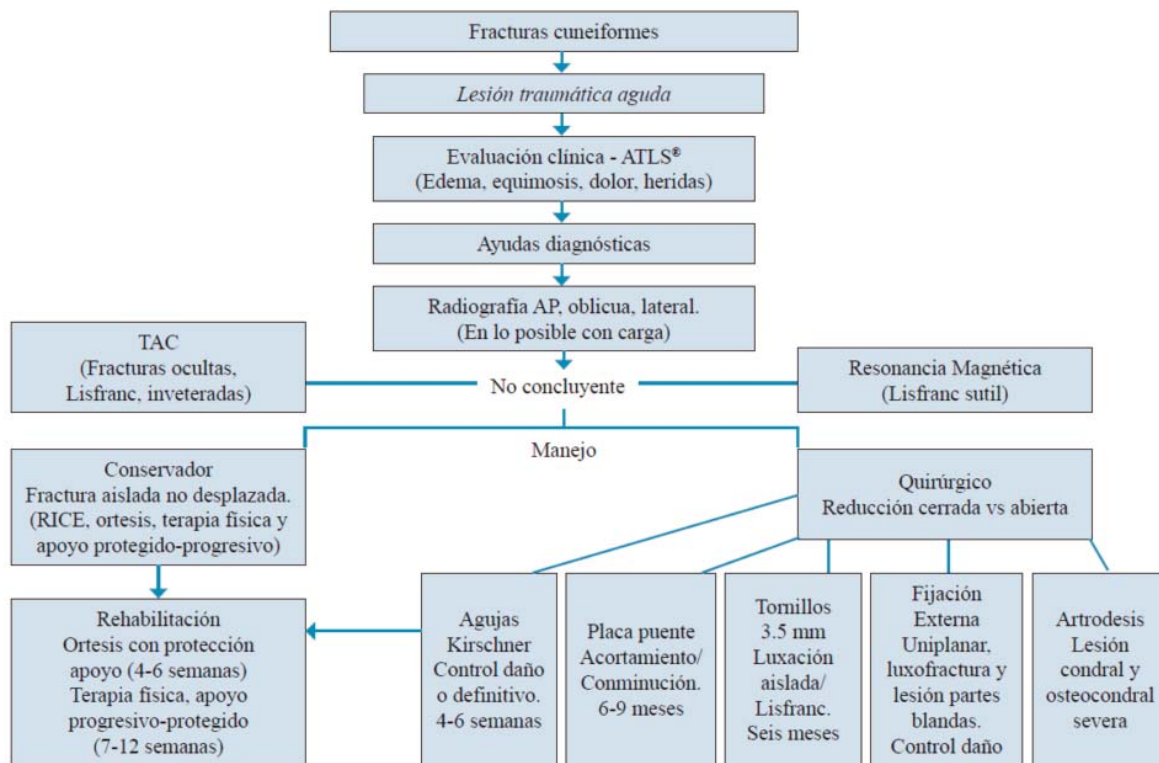 Fracturas cuneiformes
Lesión traumática aguda
Evaluación clínica - ATLS®
(Edema, equimosis, dolor, heridas)
Ayudas diagnósticas
Radiografía AP, oblicua, lateral.
(En lo posible con carga)
TAC
(Fracturas ocultas,
Lisfranc, inveteradas)
No concluyente
Resonancia Magnética
(Lisfranc sutil)
Manejo
Conservador
Fractura aislada no desplazada.
(RICE, ortesis, terapia física y
apoyo protegido-progresivo)
Quirúrgico
Reducción cerrada vs abierta
Rehabilitación
Ortesis con protección
apoyo (4-6 semanas)
Terapia física, apoyo
progresivo-protegido
(7-12 semanas)
Agujas
Kirschner
Control daño
o definitivo.
4-6 semanas
Placa puente
Acortamiento/
Conminución.
6-9 meses
Tornillos
3.5 mm
Luxación
aislada/
Lisfranc.
Seis meses
Fijación
Externa
Uniplanar,
luxofractura y
lesión partes
blandas.
Control daño
Artrodesis
Lesión
condral y
osteocondral
severa